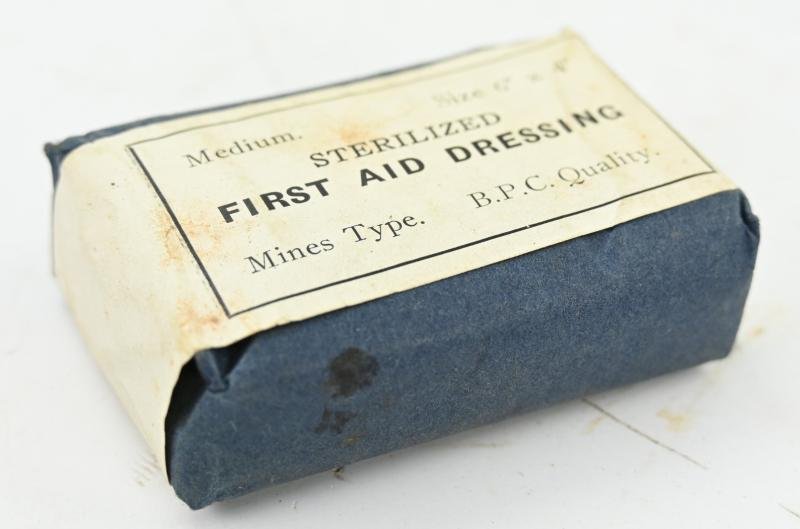 Medium. Size 6" x 4"
STERILIZED
FIRST AID DRESSING
Mines Type. B.P.C. Quality.